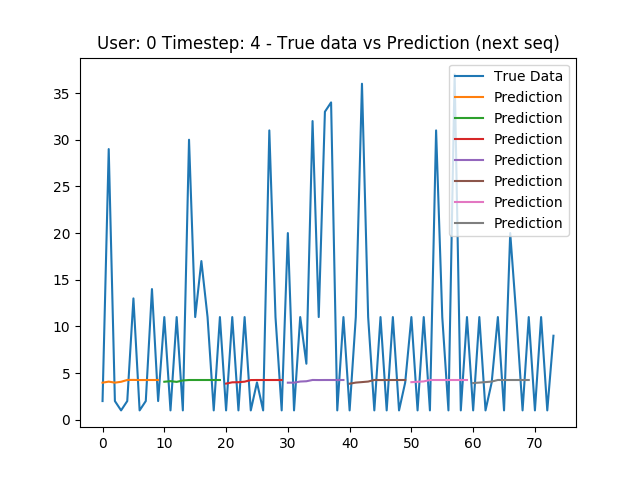 User: 0 Timestep: 4 - True data vs Prediction (next seq)
True Data
Prediction
Prediction
Prediction
Prediction
Prediction
Prediction
Prediction
35
30
25
20
15
10
5
0
0 10 20 30 40 50 60 70